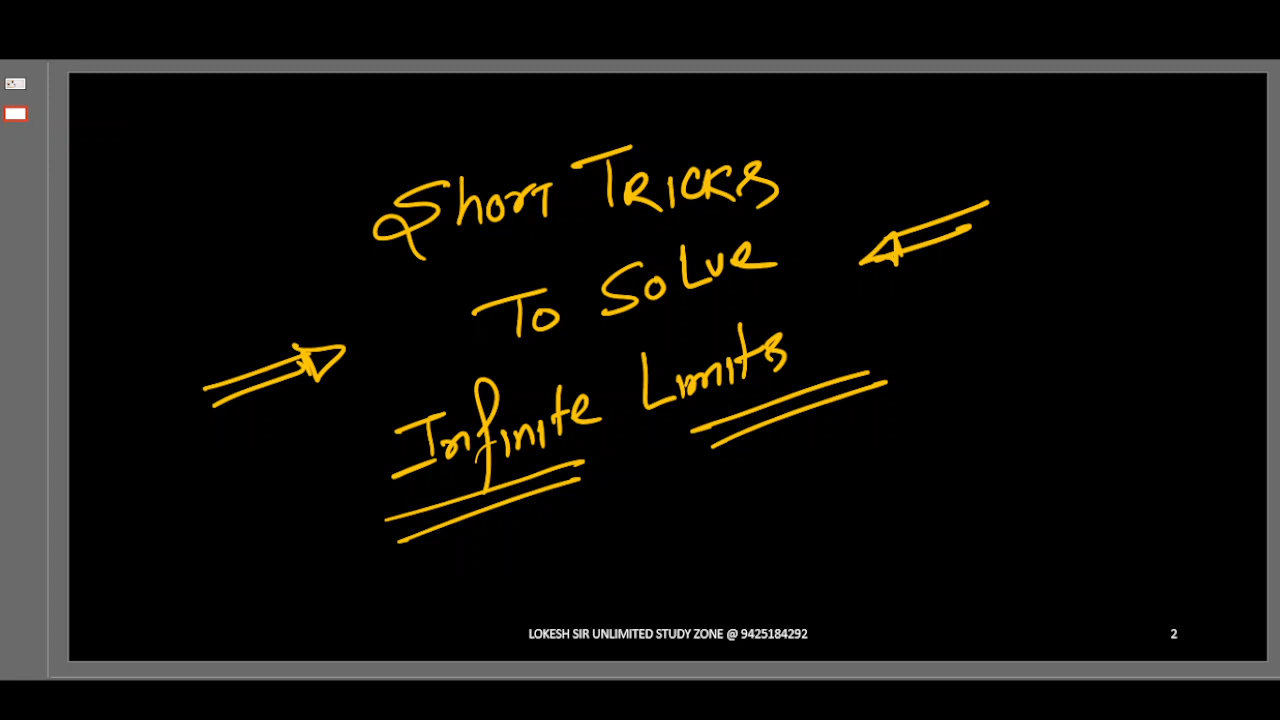 Short Tricks
To Solve
Infinite Limits
LOKESH SIR UNLIMITED STUDY ZONE @ 9425184292
2